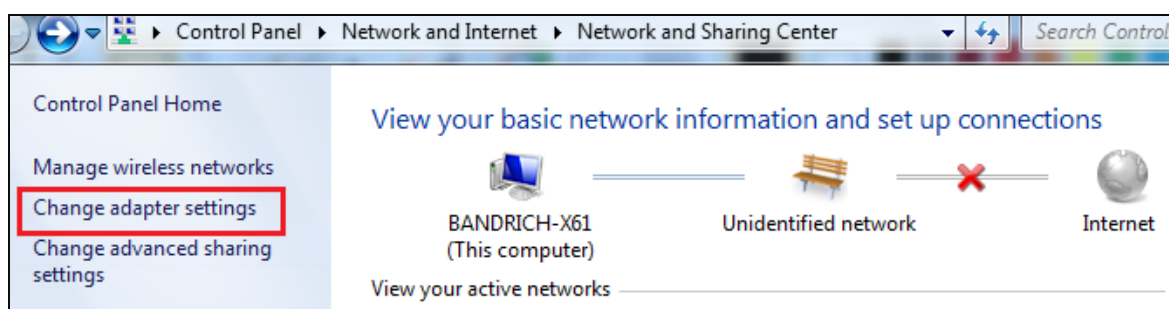 Control Panel ▸ Network and Internet ▸ Network and Sharing Center
Search Control
Control Panel Home
Manage wireless networks
Change adapter settings
Change advanced sharing
settings
View your basic network information and set up connections
BANDRICH-X61
(This computer)
Unidentified network
Internet
View your active networks